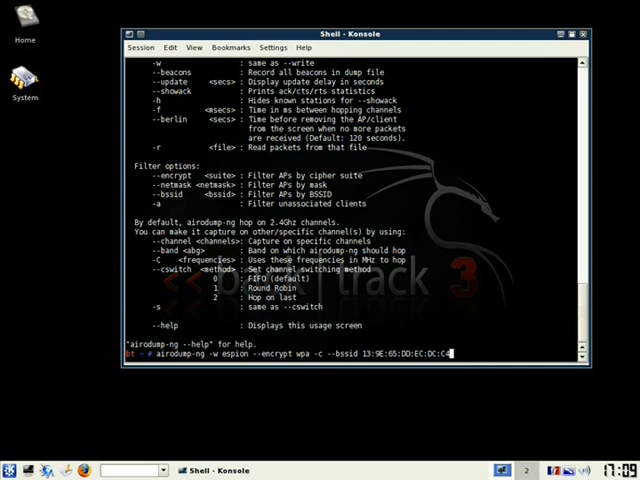 Home
System
Shell - Konsole
Session Edit View Bookmarks Settings Help
-w : same as --write
--beacons : Record all beacons in dump file
--update <secs> : Display update delay in seconds
--showack : Prints ack/cts/rts statistics
-h : Hides known stations for --showack
-f <msecs> : Time in ms between hopping channels
--berlin <secs> : Time before removing the AP/client
from the screen when no more packets
are received (Default: 120 seconds).
-r <file> : Read packets from that file
Filter options:
--encrypt <suite> : Filter APs by cipher suite
--netmask <netmask> : Filter APs by mask
--bssid <bssid> : Filter APs by BSSID
-a : Filter unassociated clients
By default, airodump-ng hop on 2.4Ghz channels.
You can make it capture on other/specific channel(s) by using:
--channel <channels>: Capture on specific channels
--band <abg> : Band on which airodump-ng should hop
-C <frequencies> : Uses these frequencies in MHz to hop
--cswitch <method> : Set channel switching method
0 : FIFO (default)
1 : Round Robin
2 : Hop on last
-s : same as --cswitch
--help : Displays this usage screen
<< back | track 3
"airodump-ng --help" for help.
bt ~ # airodump-ng -w espion --encrypt wpa -c --bssid 13:9E:65:DD:EC:DC:C4
Shell - Konsole
2
17:09